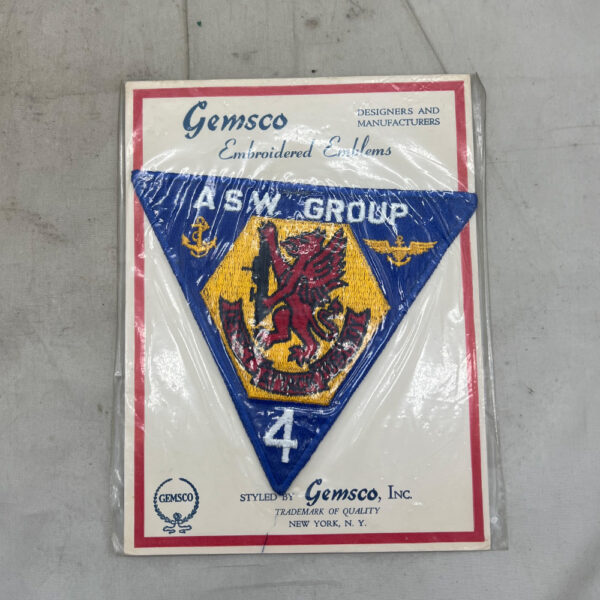 Gemsco
DESIGNERS AND
MANUFACTURERS
Embroidered Emblems
A.S.W. GROUP
4
GEMSCO
STYLED BY Gemsco, INC.
TRADEMARK OF QUALITY
NEW YORK, N. Y.